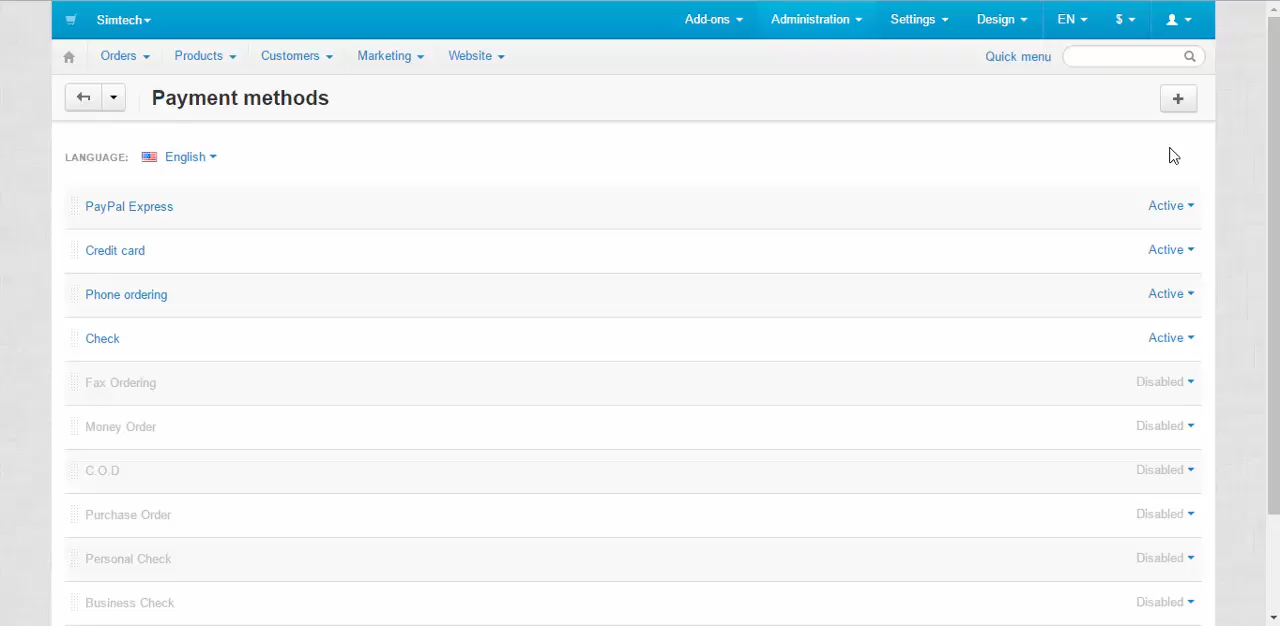 Simtech Add-ons Administration Settings Design EN $
Orders Products Customers Marketing Website Quick menu
Payment methods
LANGUAGE: English
PayPal Express Active
Credit card Active
Phone ordering Active
Check Active
Fax Ordering Disabled
Money Order Disabled
C.O.D Disabled
Purchase Order Disabled
Personal Check Disabled
Business Check Disabled